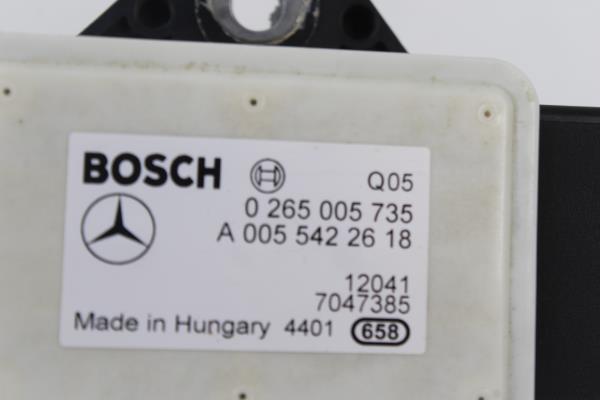 BOSCH Q05
0 265 005 735
A 005 542 26 18
12041
7047385
Made in Hungary 4401 658